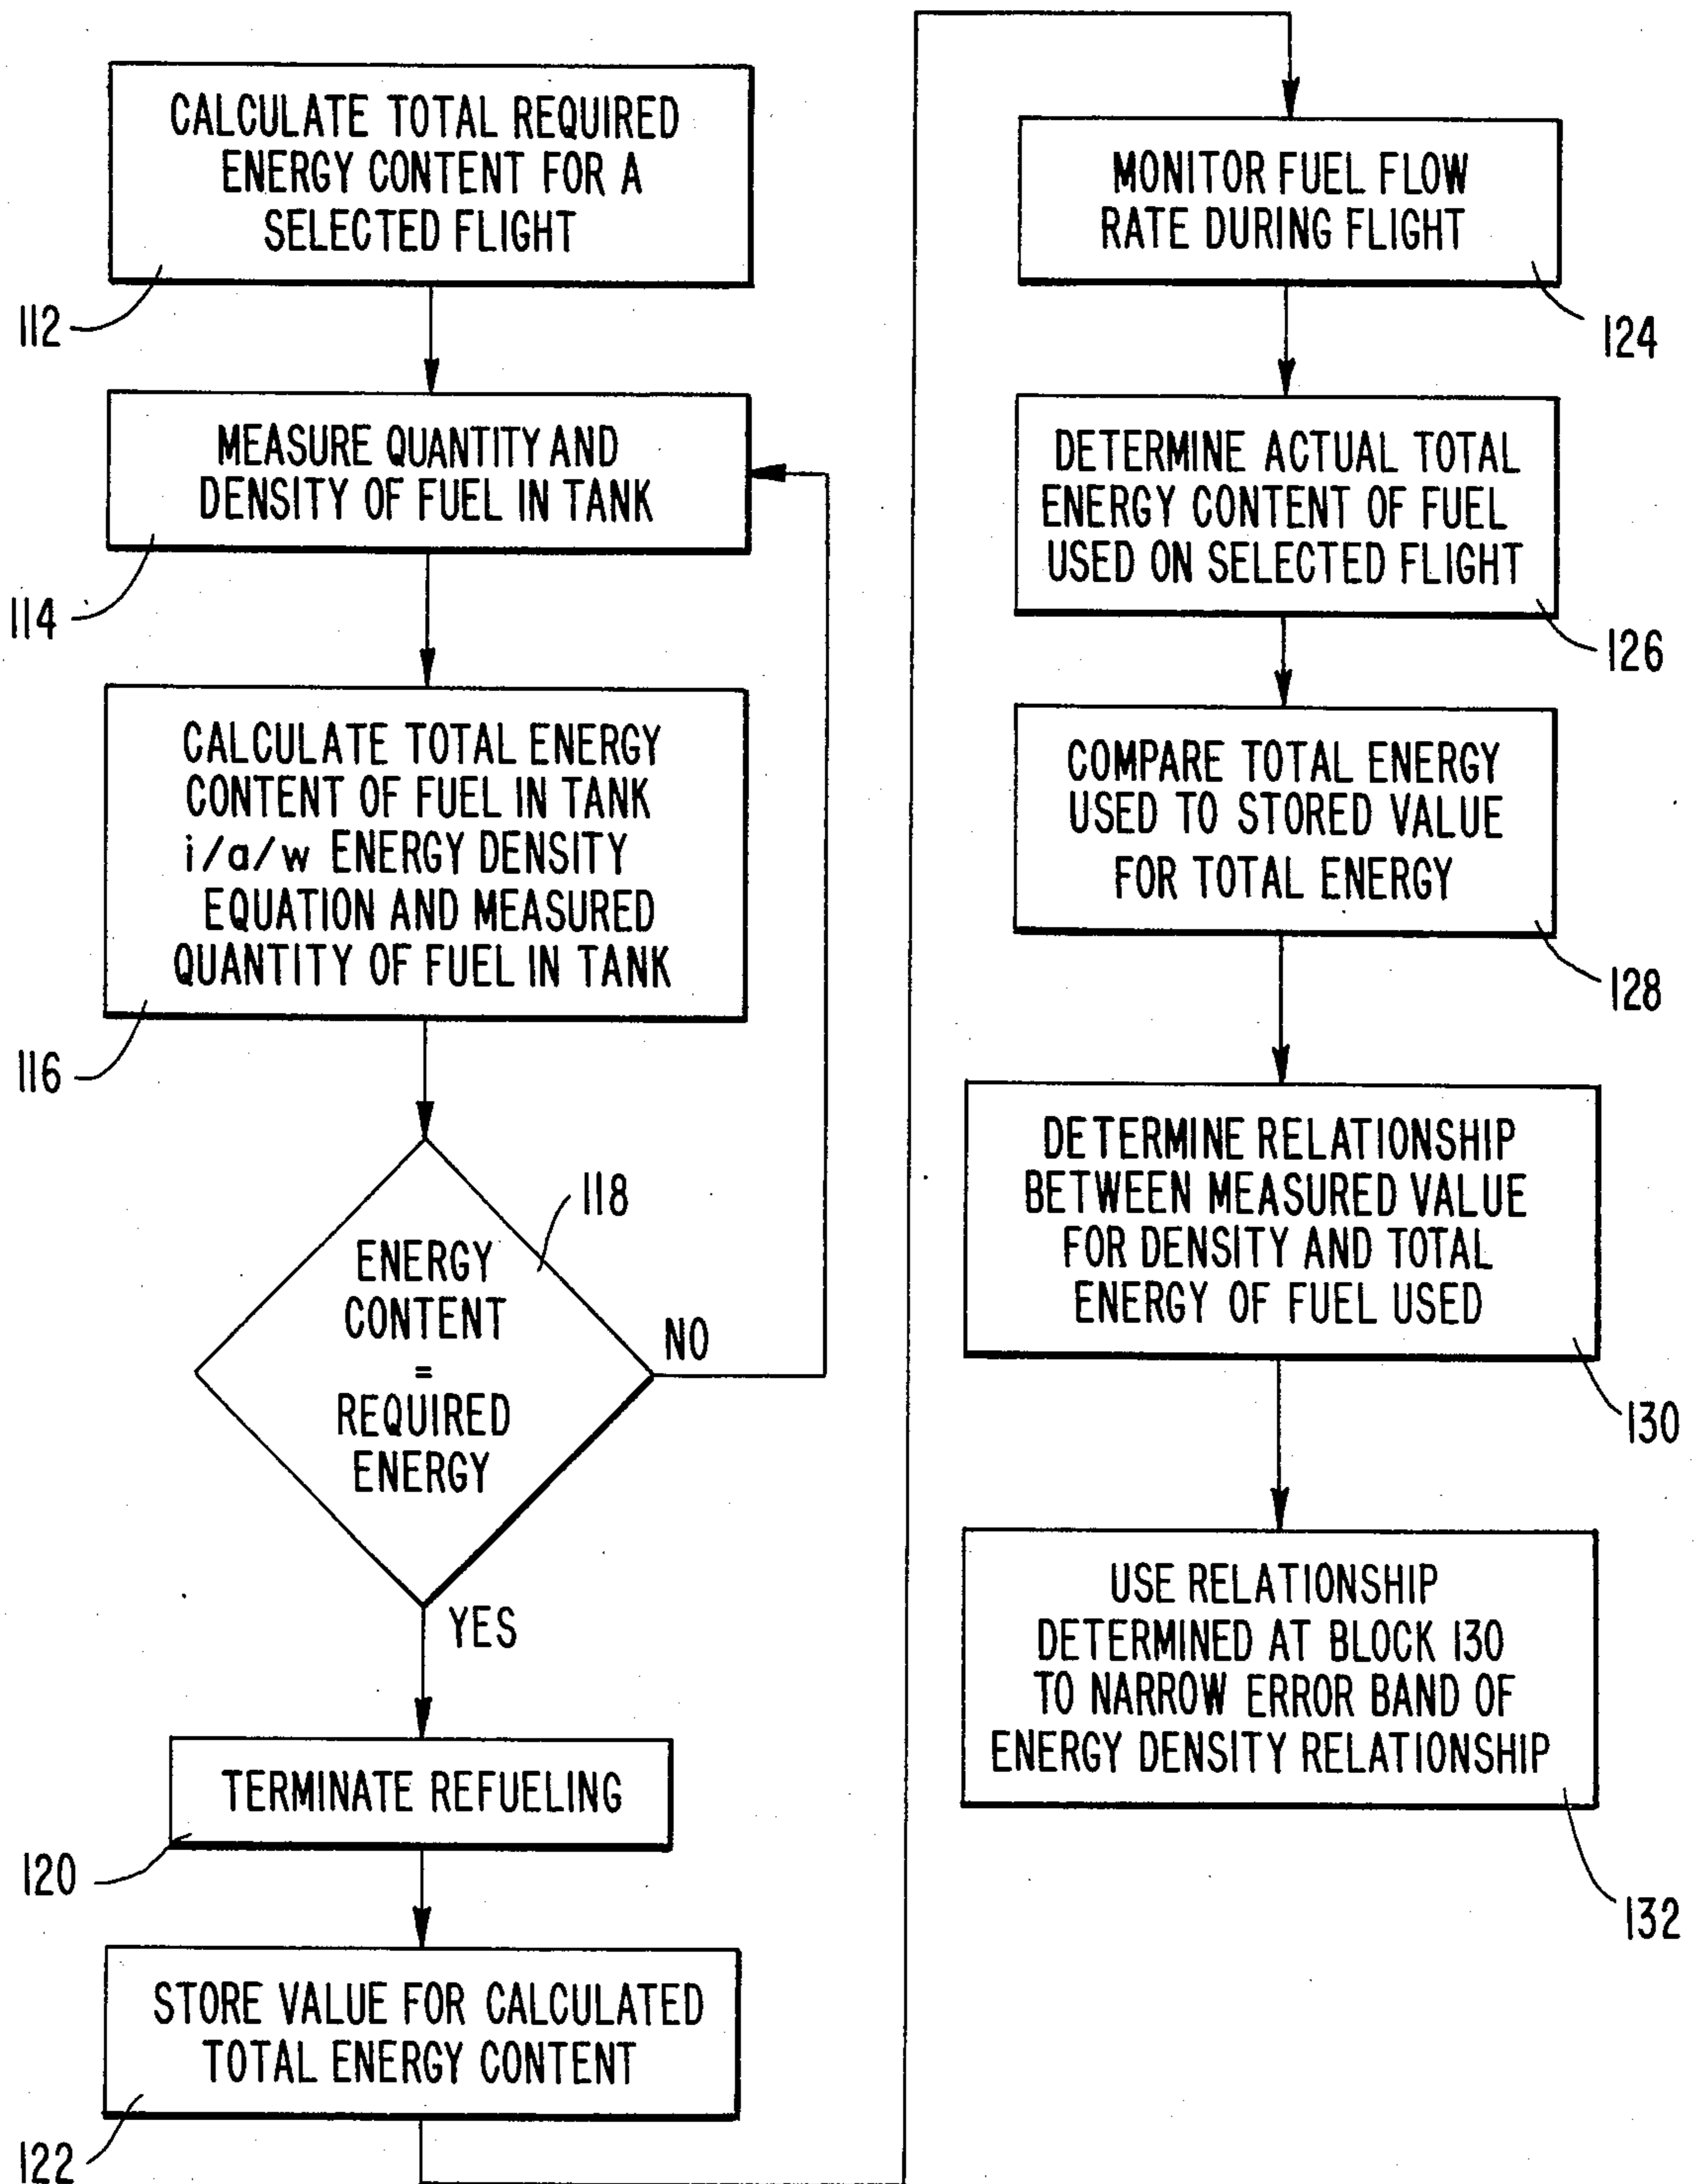 CALCULATE TOTAL REQUIRED
ENERGY CONTENT FOR A
SELECTED FLIGHT
112
MEASURE QUANTITY AND
DENSITY OF FUEL IN TANK
114
CALCULATE TOTAL ENERGY
CONTENT OF FUEL IN TANK
i/a/w ENERGY DENSITY
EQUATION AND MEASURED
QUANTITY OF FUEL IN TANK
116
118
ENERGY
CONTENT
=
REQUIRED
ENERGY
NO
YES
TERMINATE REFUELING
120
STORE VALUE FOR CALCULATED
TOTAL ENERGY CONTENT
122
MONITOR FUEL FLOW
RATE DURING FLIGHT
124
DETERMINE ACTUAL TOTAL
ENERGY CONTENT OF FUEL
USED ON SELECTED FLIGHT
126
COMPARE TOTAL ENERGY
USED TO STORED VALUE
FOR TOTAL ENERGY
128
DETERMINE RELATIONSHIP
BETWEEN MEASURED VALUE
FOR DENSITY AND TOTAL
ENERGY OF FUEL USED
130
USE RELATIONSHIP
DETERMINED AT BLOCK 130
TO NARROW ERROR BAND OF
ENERGY DENSITY RELATIONSHIP
132